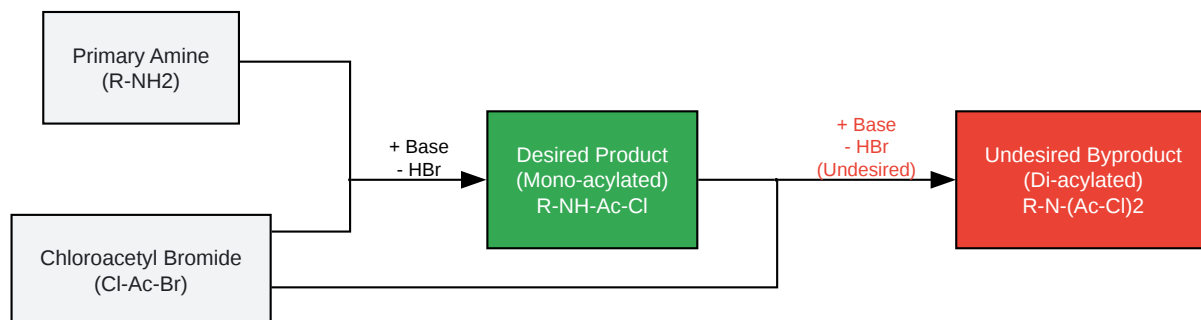 Primary Amine
(R-NH2)
+ Base
- HBr
Desired Product
(Mono-acylated)
R-NH-Ac-Cl
+ Base
- HBr
(Undesired)
Undesired Byproduct
(Di-acylated)
R-N-(Ac-Cl)2
Chloroacetyl Bromide
(Cl-Ac-Br)